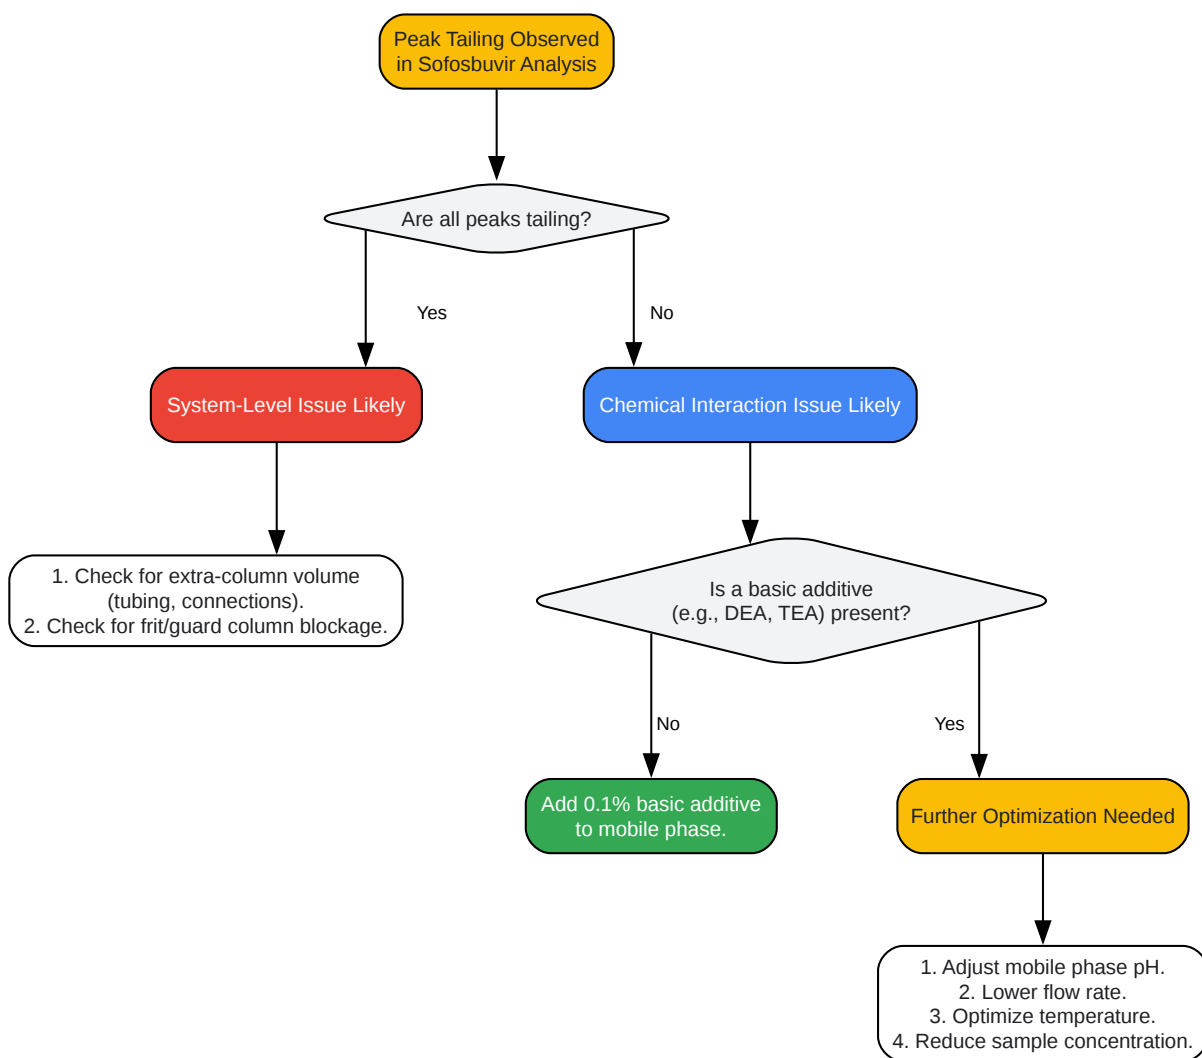 Peak Tailing Observed
in Sofosbuvir Analysis
Are all peaks tailing?
Yes
No
System-Level Issue Likely
Chemical Interaction Issue Likely
1. Check for extra-column volume
(tubing, connections).
2. Check for frit/guard column blockage.
Is a basic additive
(e.g., DEA, TEA) present?
No
Yes
Add 0.1% basic additive
to mobile phase.
Further Optimization Needed
1. Adjust mobile phase pH.
2. Lower flow rate.
3. Optimize temperature.
4. Reduce sample concentration.